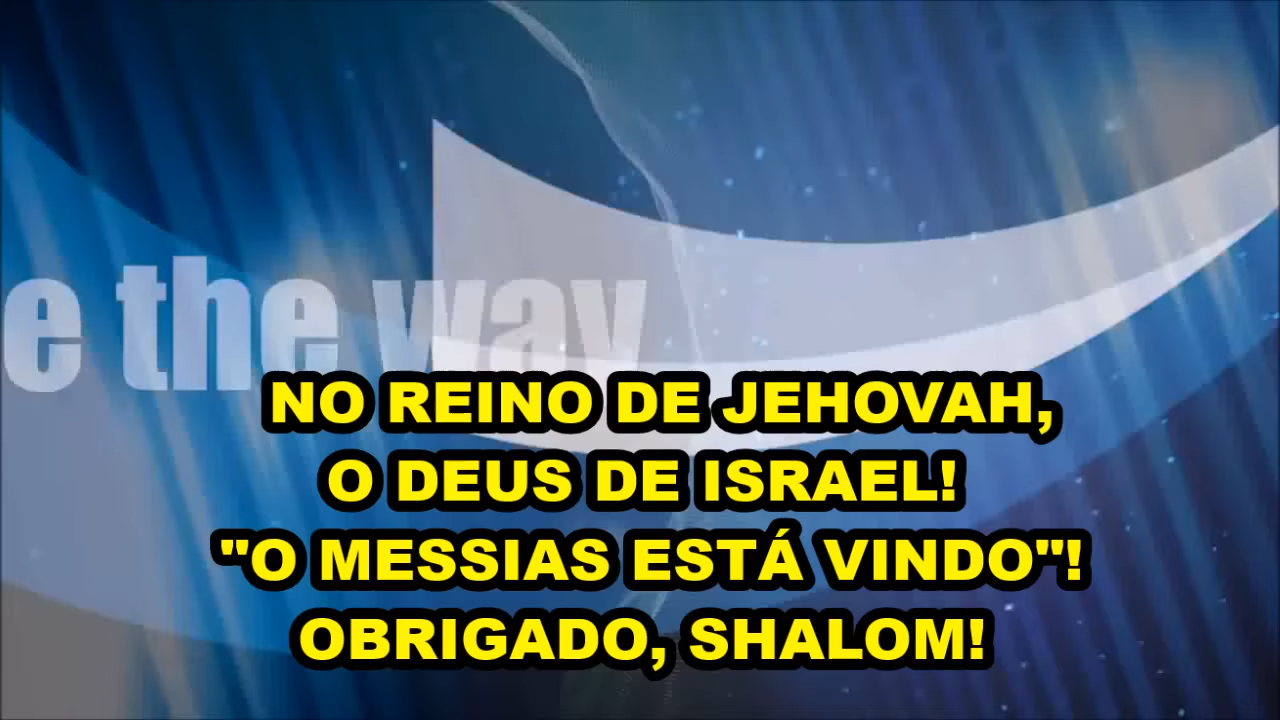 e the way
NO REINO DE JEHOVAH,
O DEUS DE ISRAEL!
"O MESSIAS ESTÁ VINDO"!
OBRIGADO, SHALOM!